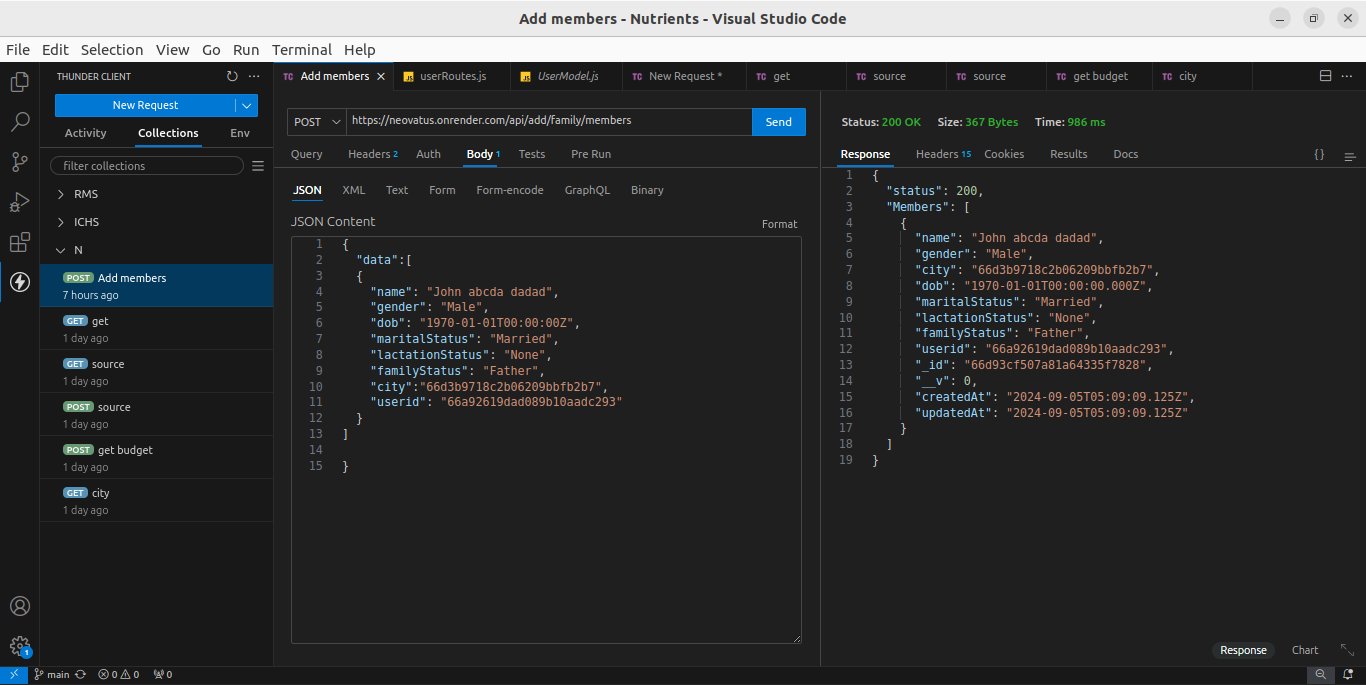 Add members - Nutrients - Visual Studio Code
File Edit Selection View Go Run Terminal Help
THUNDER CLIENT
New Request
Activity Collections Env
filter collections
RMS
ICHS
N
POST Add members
7 hours ago
GET get
1 day ago
GET source
1 day ago
POST source
1 day ago
POST get budget
1 day ago
GET city
1 day ago
TC Add members JS userRoutes.js JS UserModel.js TC New Request * TC get TC source TC source TC get budget TC city
POST https://neovatus.onrender.com/api/add/family/members Send
Query Headers 2 Auth Body 1 Tests Pre Run
JSON XML Text Form Form-encode GraphQL Binary
JSON Content Format
1 {
2 "data":[
3 {
4 "name": "John abcda dadad",
5 "gender": "Male",
6 "dob": "1970-01-01T00:00:00Z",
7 "maritalStatus": "Married",
8 "lactationStatus": "None",
9 "familyStatus": "Father",
10 "city":"66d3b9718c2b06209bbfb2b7",
11 "userid": "66a92619dad089b10aadc293"
12 }
13 ]
14
15 }
Status: 200 OK Size: 367 Bytes Time: 986 ms
Response Headers 15 Cookies Results Docs {}
1 {
2 "status": 200,
3 "Members": [
4 {
5 "name": "John abcda dadad",
6 "gender": "Male",
7 "city": "66d3b9718c2b06209bbfb2b7",
8 "dob": "1970-01-01T00:00:00.000Z",
9 "maritalStatus": "Married",
10 "lactationStatus": "None",
11 "familyStatus": "Father",
12 "userid": "66a92619dad089b10aadc293",
13 "_id": "66d93cf507a81a64335f7828",
14 "__v": 0,
15 "createdAt": "2024-09-05T05:09:09.125Z",
16 "updatedAt": "2024-09-05T05:09:09.125Z"
17 }
18 ]
19 }
Response Chart
1
main 0 0 0